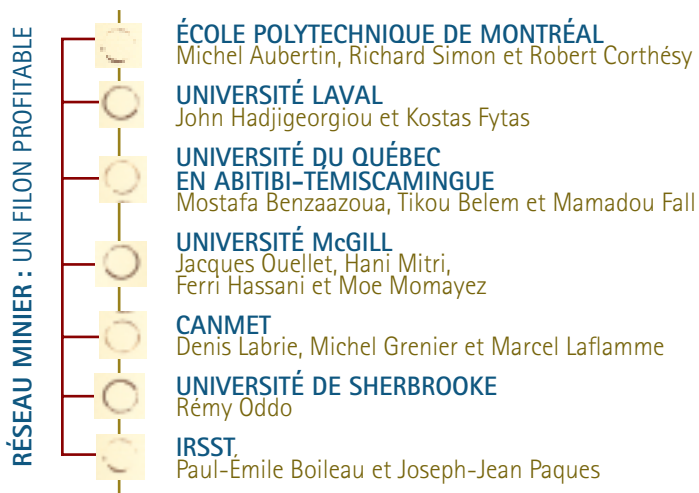 RÉSEAU MINIER : UN FILON PROFITABLE
ÉCOLE POLYTECHNIQUE DE MONTRÉAL
Michel Aubertin, Richard Simon et Robert Corthésy
UNIVERSITÉ LAVAL
John Hadjigeorgiou et Kostas Fytas
UNIVERSITÉ DU QUÉBEC
EN ABITIBI-TÉMISCAMINGUE
Mostafa Benzaazoua, Tikou Belem et Mamadou Fall
UNIVERSITÉ McGILL
Jacques Ouellet, Hani Mitri,
Ferri Hassani et Moe Momayez
CANMET
Denis Labrie, Michel Grenier et Marcel Laflamme
UNIVERSITÉ DE SHERBROOKE
Rémy Oddo
IRSST
Paul-Émile Boileau et Joseph-Jean Paques